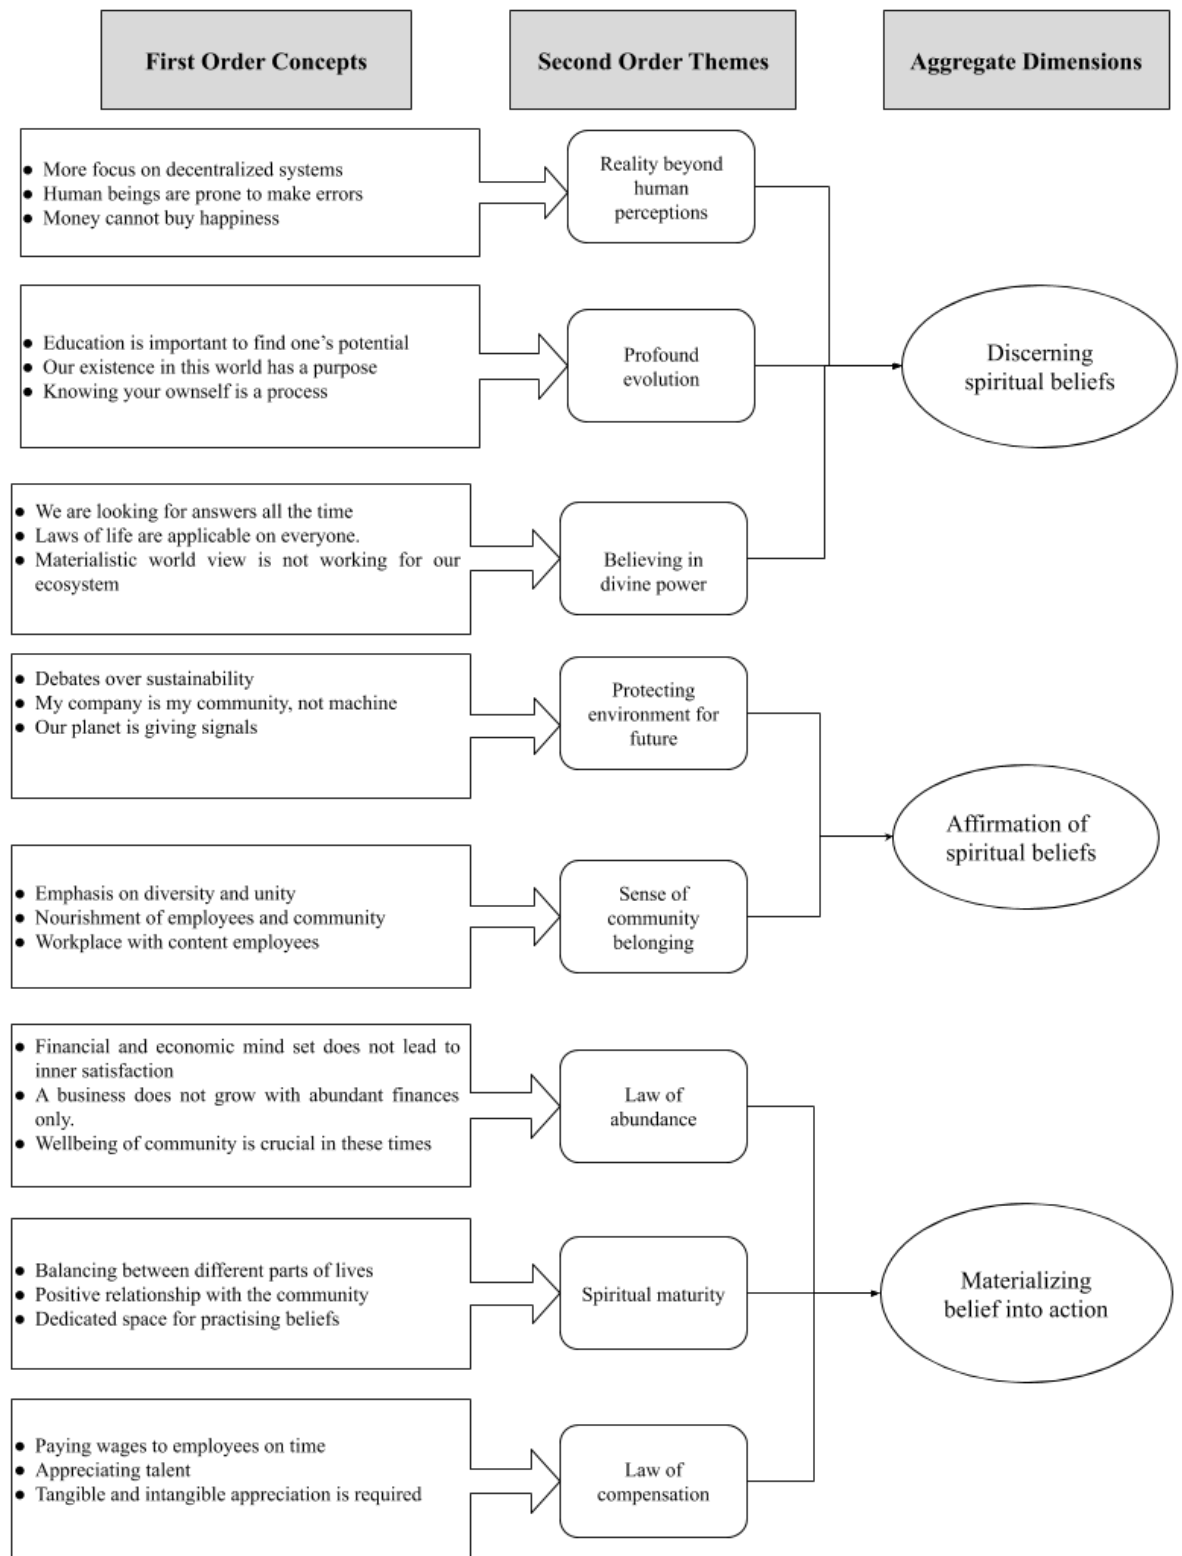 First Order Concepts
Second Order Themes
Aggregate Dimensions
● More focus on decentralized systems
● Human beings are prone to make errors
● Money cannot buy happiness
Reality beyond
human
perceptions
● Education is important to find one’s potential
● Our existence in this world has a purpose
● Knowing your ownself is a process
Profound
evolution
Discerning
spiritual beliefs
● We are looking for answers all the time
● Laws of life are applicable on everyone.
● Materialistic world view is not working for our
ecosystem
Believing in
divine power
● Debates over sustainability
● My company is my community, not machine
● Our planet is giving signals
Protecting
environment for
future
Affirmation of
spiritual beliefs
● Emphasis on diversity and unity
● Nourishment of employees and community
● Workplace with content employees
Sense of
community
belonging
● Financial and economic mind set does not lead to
inner satisfaction
● A business does not grow with abundant finances
only.
● Wellbeing of community is crucial in these times
Law of
abundance
● Balancing between different parts of lives
● Positive relationship with the community
● Dedicated space for practising beliefs
Spiritual maturity
Materializing
belief into action
● Paying wages to employees on time
● Appreciating talent
● Tangible and intangible appreciation is required
Law of
compensation